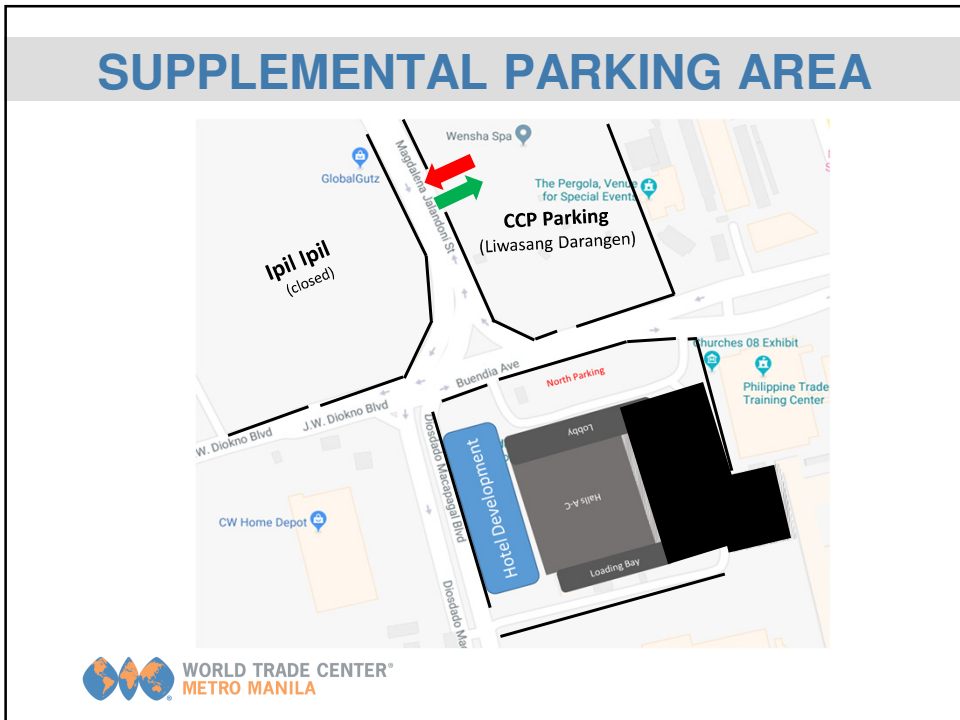 SUPPLEMENTAL PARKING AREA
Wensha Spa
GlobalGutz
Magdalena Jalandoni St
The Pergola, Venue
for Special Events
CCP Parking
(Liwasang Darangen)
Ipil Ipil
(closed)
Churches 08 Exhibit
Buendia Ave
North Parking
Philippine Trade
Training Center
J.W. Diokno Blvd
W. Diokno Blvd
Diosdado Macapagal Blvd
Hotel Development
Lobby
Halls A-C
Loading Bay
CW Home Depot
Diosdado Mac
WORLD TRADE CENTER®
METRO MANILA